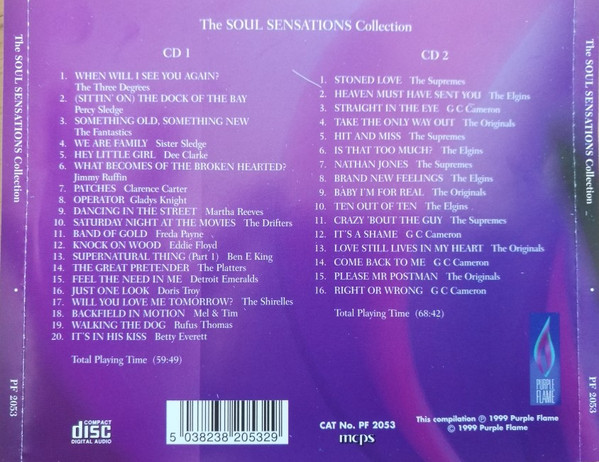 The SOUL SENSATIONS Collection
The SOUL SENSATIONS Collection
CD 1
1. WHEN WILL I SEE YOU AGAIN?
The Three Degrees
2. (SITTIN' ON) THE DOCK OF THE BAY
Percy Sledge
3. SOMETHING OLD, SOMETHING NEW
The Fantastics
4. WE ARE FAMILY Sister Sledge
5. HEY LITTLE GIRL Dee Clarke
6. WHAT BECOMES OF THE BROKEN HEARTED?
Jimmy Ruffin
7. PATCHES Clarence Carter
8. OPERATOR Gladys Knight
9. DANCING IN THE STREET Martha Reeves
10. SATURDAY NIGHT AT THE MOVIES The Drifters
11. BAND OF GOLD Freda Payne
12. KNOCK ON WOOD Eddie Floyd
13. SUPERNATURAL THING (Part 1) Ben E King
14. THE GREAT PRETENDER The Platters
15. FEEL THE NEED IN ME Detroit Emeralds
16. JUST ONE LOOK Doris Troy
17. WILL YOU LOVE ME TOMORROW? The Shirelles
18. BACKFIELD IN MOTION Mel & Tim
19. WALKING THE DOG Rufus Thomas
20. IT'S IN HIS KISS Betty Everett
Total Playing Time (59:49)
CD 2
1. STONED LOVE The Supremes
2. HEAVEN MUST HAVE SENT YOU The Elgins
3. STRAIGHT IN THE EYE G C Cameron
4. TAKE THE ONLY WAY OUT The Originals
5. HIT AND MISS The Supremes
6. IS THAT TOO MUCH? The Elgins
7. NATHAN JONES The Supremes
8. BRAND NEW FEELINGS The Elgins
9. BABY I'M FOR REAL The Originals
10. TEN OUT OF TEN The Elgins
11. CRAZY 'BOUT THE GUY The Supremes
12. IT'S A SHAME G C Cameron
13. LOVE STILL LIVES IN MY HEART The Originals
14. COME BACK TO ME G C Cameron
15. PLEASE MR POSTMAN The Originals
16. RIGHT OR WRONG G C Cameron
Total Playing Time (68:42)
PURPLE
FLAME
COMPACT
disc
DIGITAL AUDIO
5 038238 205329
CAT No. PF 2053
mcps
This compilation ℗ 1999 Purple Flame
© 1999 Purple Flame
PF 2053
The SOUL SENSATIONS Collection
PF 2053